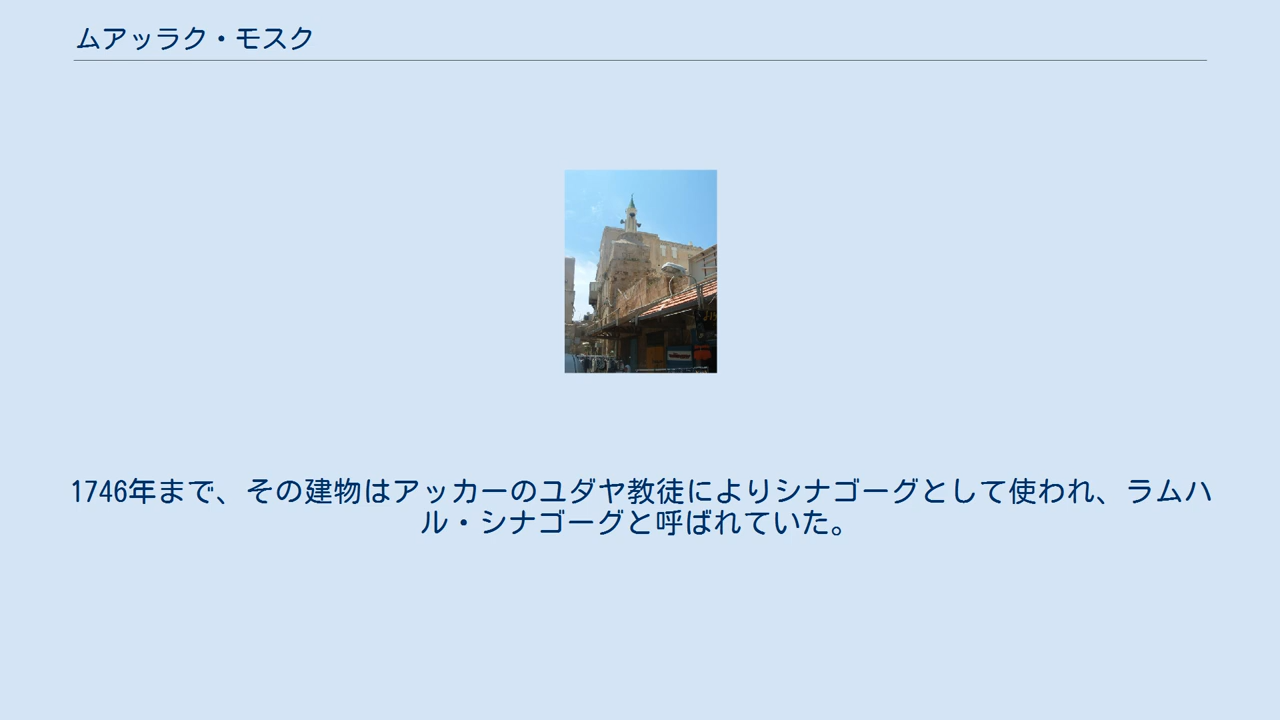 ムアッラク・モスク
1746年まで、その建物はアッカーのユダヤ教徒によりシナゴーグとして使われ、ラムハ
ル・シナゴーグと呼ばれていた。